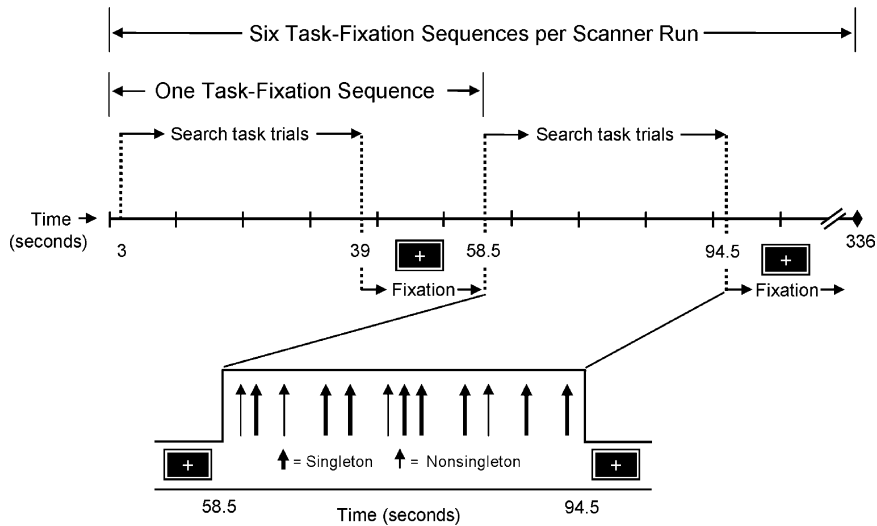 Six Task-Fixation Sequences per Scanner Run
One Task-Fixation Sequence
Search task trials
Search task trials
Time
(seconds)
3
39
58.5
94.5
336
Fixation
Fixation
= Singleton
= Nonsingleton
58.5
94.5
Time (seconds)